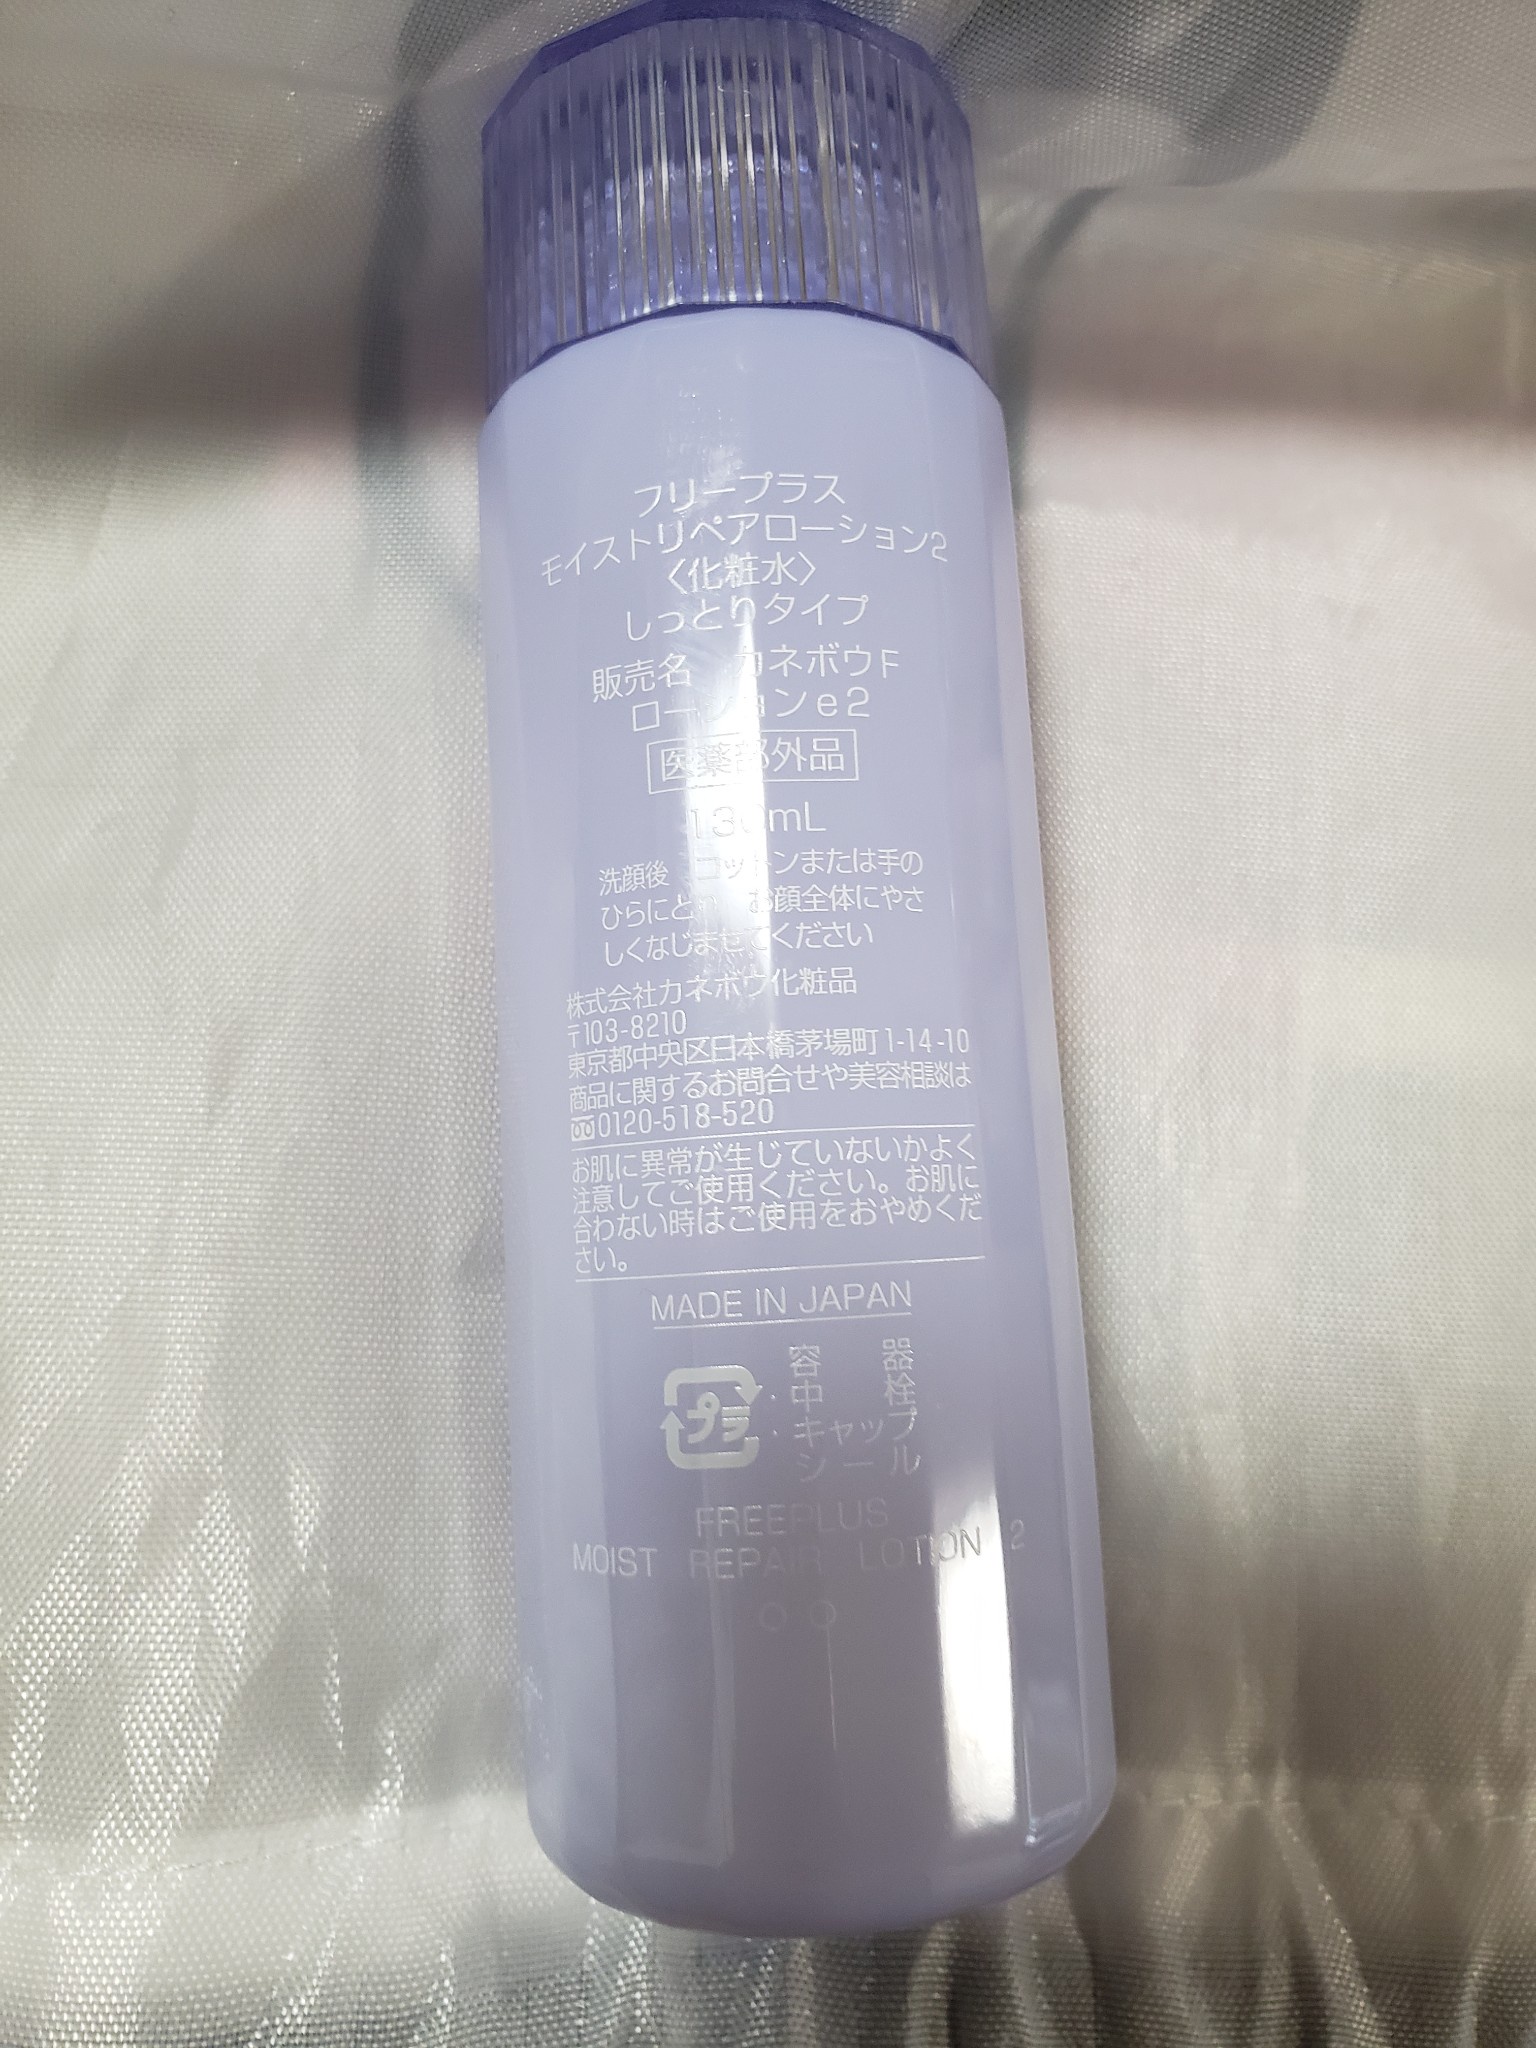 フリープラス
モイストリペアローション2
〈化粧水〉
しっとりタイプ
販売名 カネボウF
ローションe2
医薬部外品
130mL
洗顔後 コットンまたは手の
ひらにとり お顔全体にやさ
しくなじませてください
株式会社カネボウ化粧品
〒103-8210
東京都中央区日本橋茅場町1-14-10
商品に関するお問合せや美容相談は
0120-518-520
お肌に異常が生じていないかよく
注意してご使用ください。お肌に
合わない時はご使用をおやめくだ
さい。
MADE IN JAPAN
プラ
容器
・中栓
・キャップ
シール
FREEPLUS
MOIST REPAIR LOTION 2